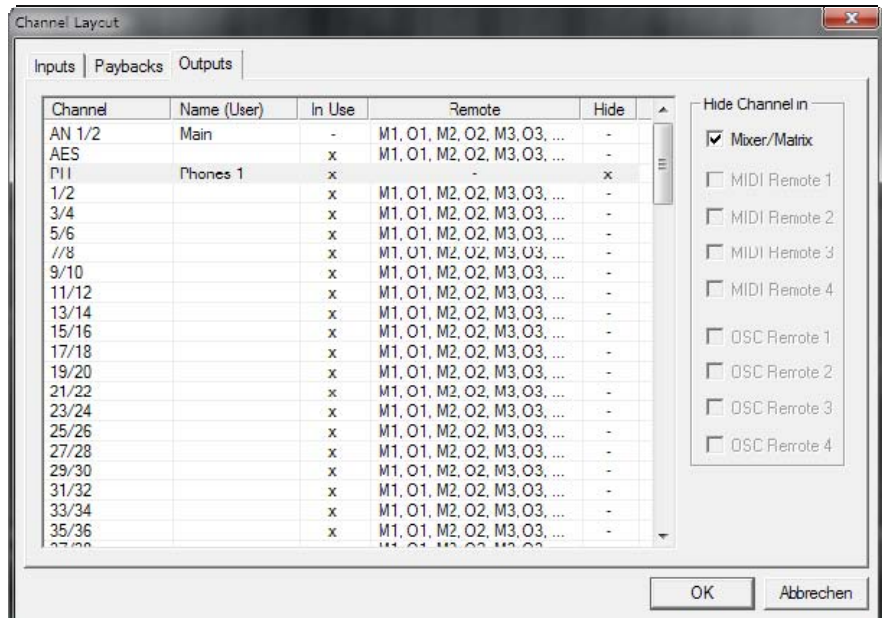 Channel Laycut
Inputs Paybacks Outputs
Channel Name (User) In Use Remote Hide
AN 1/2 Main - M1, O1, M2, O2, M3, O3, ... -
AES x M1, O1, M2, O2, M3, O3, ... -
PH Phones 1 x - x
1/2 x M1, O1, M2, O2, M3, O3, ... -
3/4 x M1, O1, M2, O2, M3, O3, ... -
5/6 x M1, O1, M2, O2, M3, O3, ... -
7/8 x M1, O1, M2, O2, M3, O3, ... -
9/10 x M1, O1, M2, O2, M3, O3, ... -
11/12 x M1, O1, M2, O2, M3, O3, ... -
13/14 x M1, O1, M2, O2, M3, O3, ... -
15/16 x M1, O1, M2, O2, M3, O3, ... -
17/18 x M1, O1, M2, O2, M3, O3, ... -
19/20 x M1, O1, M2, O2, M3, O3, ... -
21/22 x M1, O1, M2, O2, M3, O3, ... -
23/24 x M1, O1, M2, O2, M3, O3, ... -
25/26 x M1, O1, M2, O2, M3, O3, ... -
27/28 x M1, O1, M2, O2, M3, O3, ... -
29/30 x M1, O1, M2, O2, M3, O3, ... -
31/32 x M1, O1, M2, O2, M3, O3, ... -
33/34 x M1, O1, M2, O2, M3, O3, ... -
35/36 x M1, O1, M2, O2, M3, O3, ... -
Hide Channel in
Mixer/Matrix
MIDI Remote 1
MIDI Remote 2
MIDI Remote 3
MIDI Remote 4
OSC Remote 1
OSC Remote 2
OSC Remote 3
OSC Remote 4
OK Abbrechen